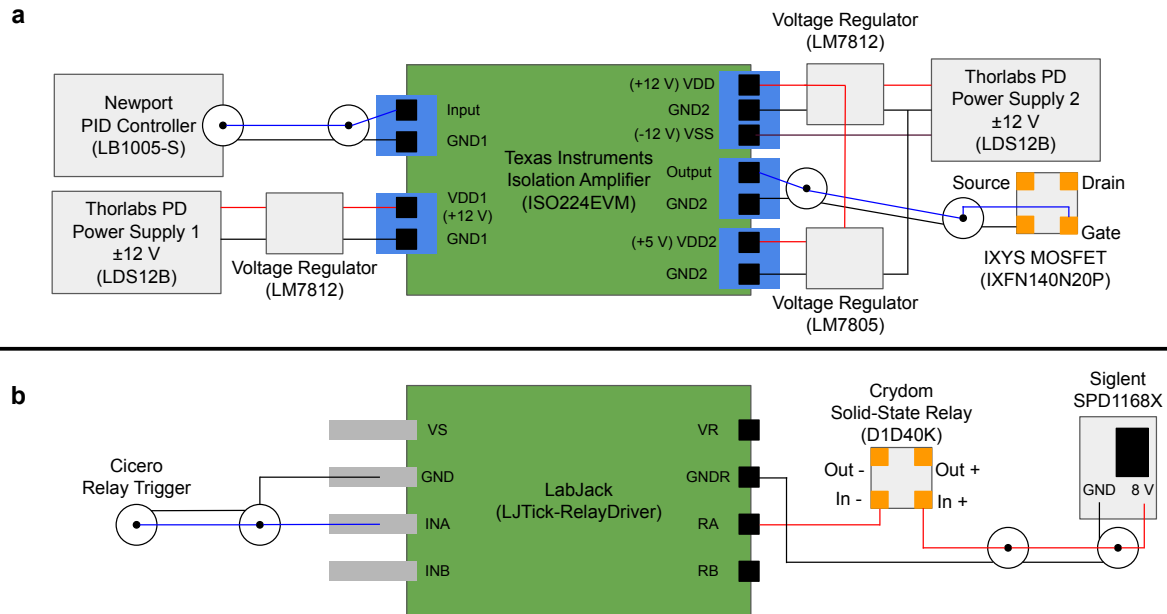 a
Newport
PID Controller
(LB1005-S)
Thorlabs PD
Power Supply 1
±12 V
(LDS12B)
Voltage Regulator
(LM7812)
Input
GND1
VDD1
(+12 V)
GND1
Texas Instruments
Isolation Amplifier
(ISO224EVM)
(+12 V) VDD
GND2
(-12 V) VSS
Output
GND2
(+5 V) VDD2
GND2
Voltage Regulator
(LM7812)
Thorlabs PD
Power Supply 2
±12 V
(LDS12B)
Source
Drain
Gate
IXYS MOSFET
(IXFN140N20P)
Voltage Regulator
(LM7805)
b
Cicero
Relay Trigger
VS
GND
INA
INB
LabJack
(LJTick-RelayDriver)
VR
GNDR
RA
RB
Crydom
Solid-State Relay
(D1D40K)
Out -
Out +
In -
In +
Siglent
SPD1168X
GND
8 V